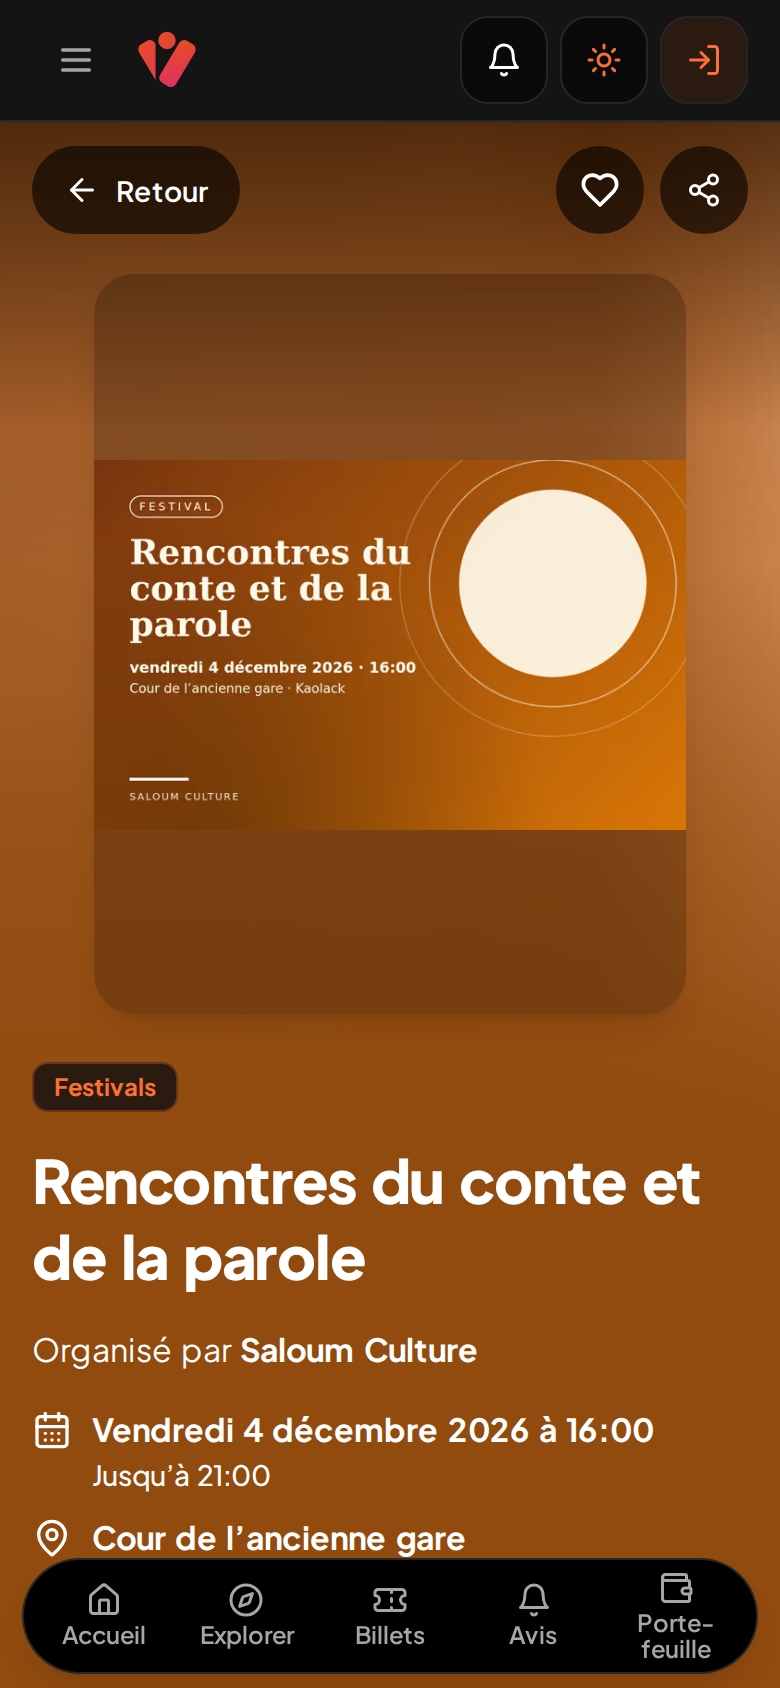 Retour
FESTIVAL
Rencontres du
conte et de la
parole
vendredi 4 décembre 2026 · 16:00
Cour de l’ancienne gare · Kaolack
SALOUM CULTURE
Festivals
Rencontres du conte et
de la parole
Organisé par Saloum Culture
Vendredi 4 décembre 2026 à 16:00
Jusqu’à 21:00
Cour de l’ancienne gare
Accueil
Explorer
Billets
Avis
Porte-
feuille